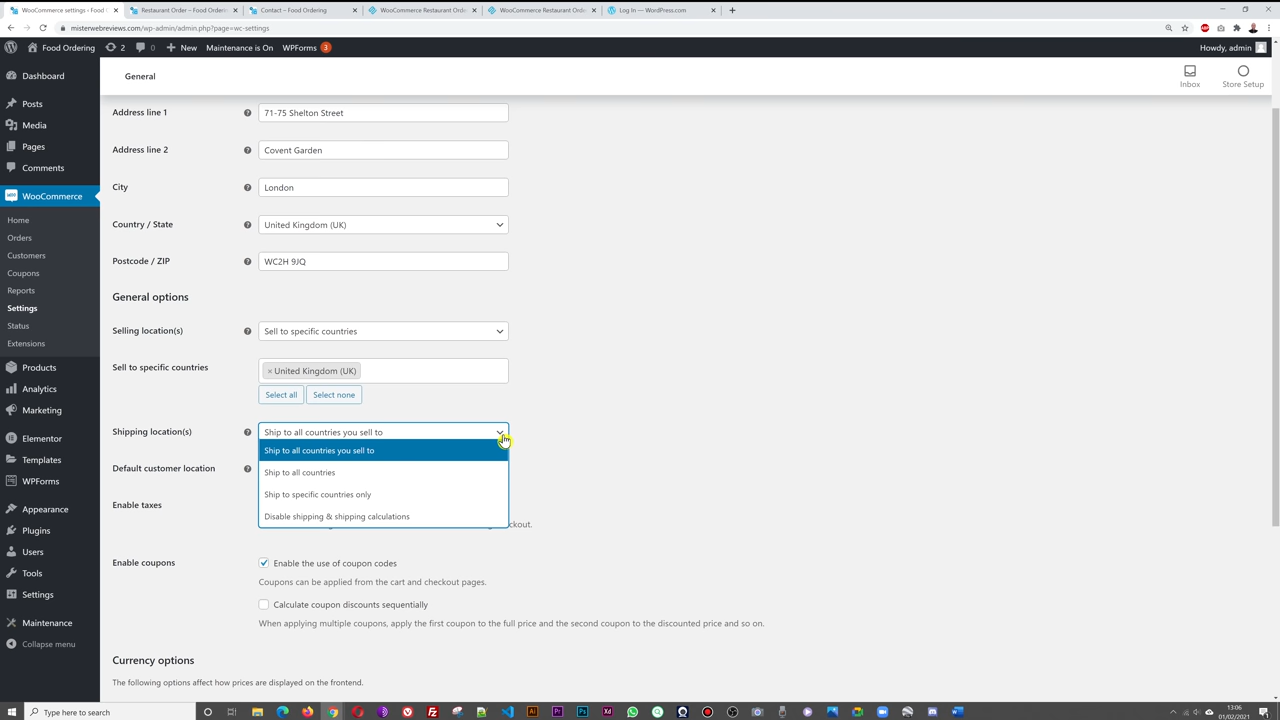 WooCommerce settings ‹ Food
Restaurant Order – Food Ordering
Contact – Food Ordering
WooCommerce Restaurant Ord
WooCommerce Restaurant Ord
Log In — WordPress.com
misterwebreviews.com/wp-admin/admin.php?page=wc-settings
Food Ordering
2
0
New
Maintenance is On
WPForms
3
Howdy, admin
Dashboard
Posts
Media
Pages
Comments
WooCommerce
Home
Orders
Customers
Coupons
Reports
Settings
Status
Extensions
Products
Analytics
Marketing
Elementor
Templates
WPForms
Appearance
Plugins
Users
Tools
Settings
Maintenance
Collapse menu
General
Inbox
Store Setup
Address line 1
71-75 Shelton Street
Address line 2
Covent Garden
City
London
Country / State
United Kingdom (UK)
Postcode / ZIP
WC2H 9JQ
General options
Selling location(s)
Sell to specific countries
Sell to specific countries
× United Kingdom (UK)
Select all
Select none
Shipping location(s)
Ship to all countries you sell to
Ship to all countries you sell to
Ship to all countries
Ship to specific countries only
Disable shipping & shipping calculations
Default customer location
Enable taxes
ckout.
Enable coupons
Enable the use of coupon codes
Coupons can be applied from the cart and checkout pages.
Calculate coupon discounts sequentially
When applying multiple coupons, apply the first coupon to the full price and the second coupon to the discounted price and so on.
Currency options
The following options affect how prices are displayed on the frontend.
Type here to search
13:06
01/02/2021